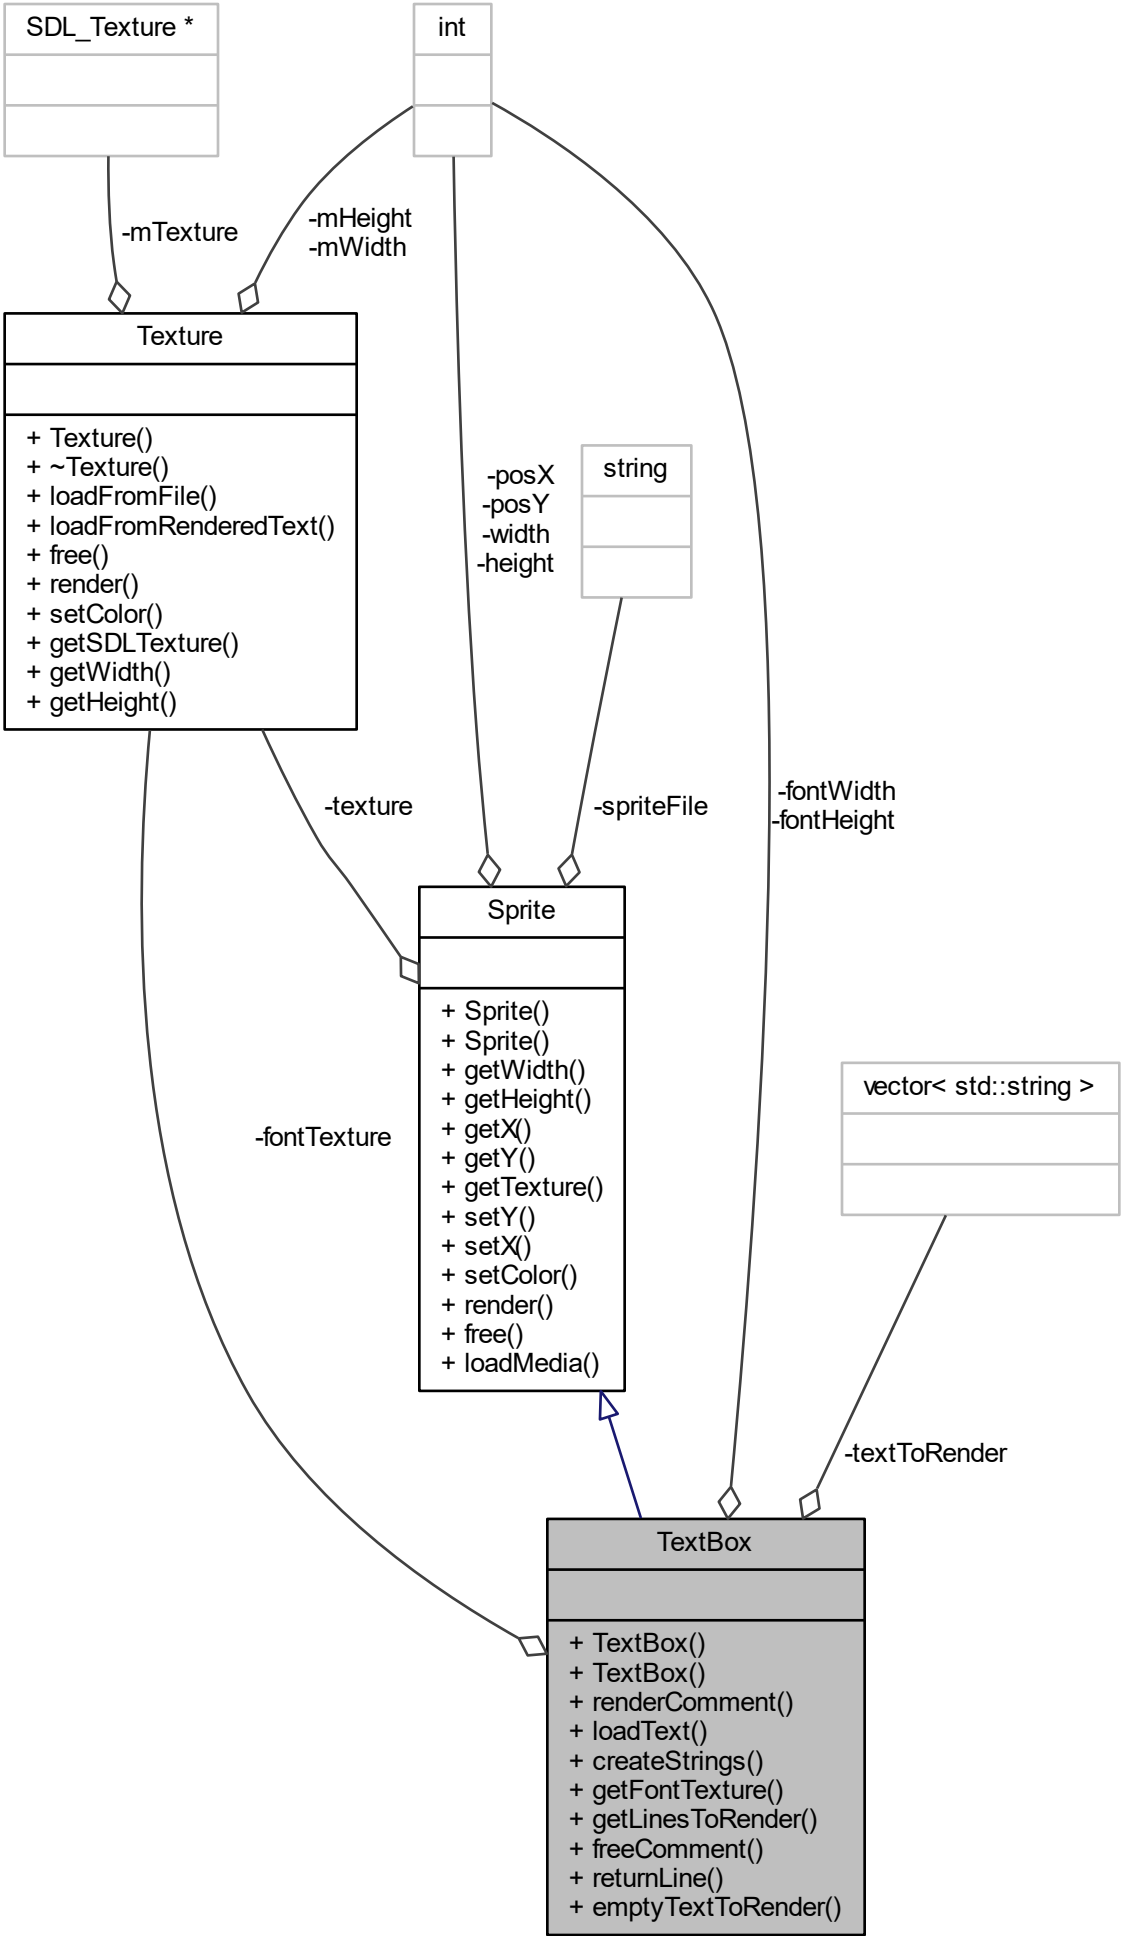 SDL_Texture *
int
-mTexture
-mHeight
-mWidth
Texture
+ Texture()
+ ~Texture()
+ loadFromFile()
+ loadFromRenderedText()
+ free()
+ render()
+ setColor()
+ getSDLTexture()
+ getWidth()
+ getHeight()
-posX
-posY
-width
-height
string
-texture
-spriteFile
-fontWidth
-fontHeight
Sprite
+ Sprite()
+ Sprite()
+ getWidth()
+ getHeight()
+ getX()
+ getY()
+ getTexture()
+ setY()
+ setX()
+ setColor()
+ render()
+ free()
+ loadMedia()
-fontTexture
vector< std::string >
-textToRender
TextBox
+ TextBox()
+ TextBox()
+ renderComment()
+ loadText()
+ createStrings()
+ getFontTexture()
+ getLinesToRender()
+ freeComment()
+ returnLine()
+ emptyTextToRender()